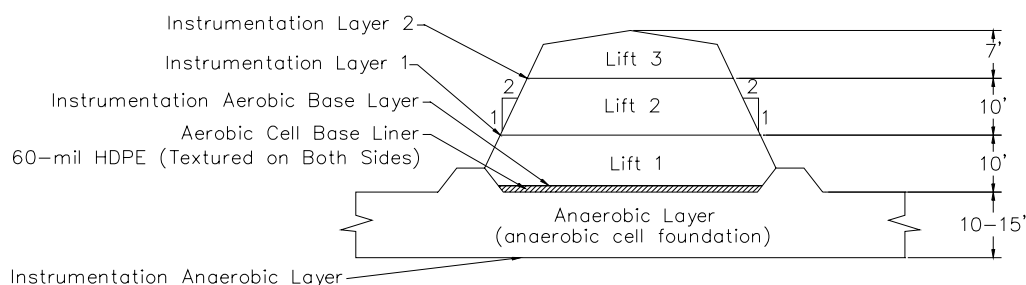 Instrumentation Layer 2
7'
Lift 3
Instrumentation Layer 1
2
2
Instrumentation Aerobic Base Layer
1
Lift 2
1
10'
Aerobic Cell Base Liner
60-mil HDPE (Textured on Both Sides)
Lift 1
10'
Anaerobic Layer
(anaerobic cell foundation)
10-15'
Instrumentation Anaerobic Layer